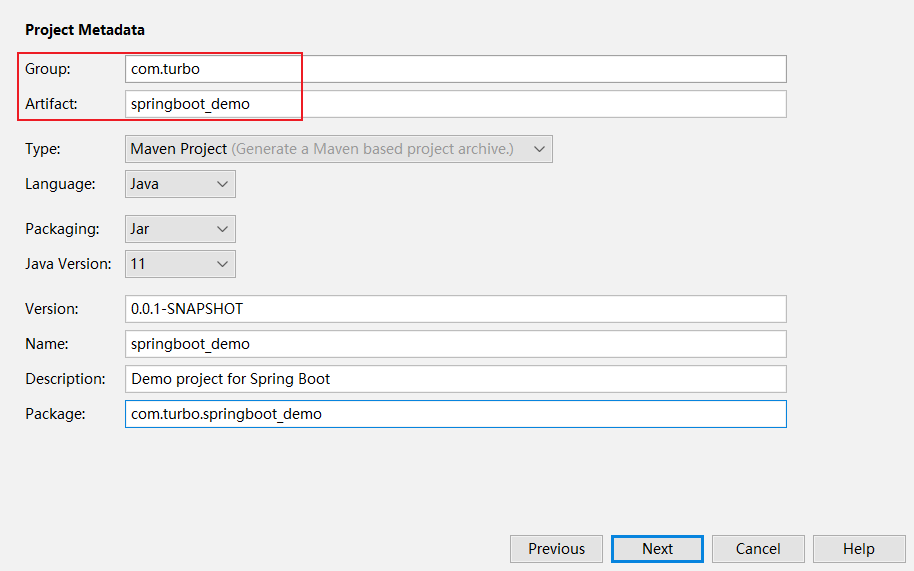 Project Metadata
Group: com.turbo
Artifact: springboot_demo
Type: Maven Project (Generate a Maven based project archive.)
Language: Java
Packaging: Jar
Java Version: 11
Version: 0.0.1-SNAPSHOT
Name: springboot_demo
Description: Demo project for Spring Boot
Package: com.turbo.springboot_demo
Previous Next Cancel Help